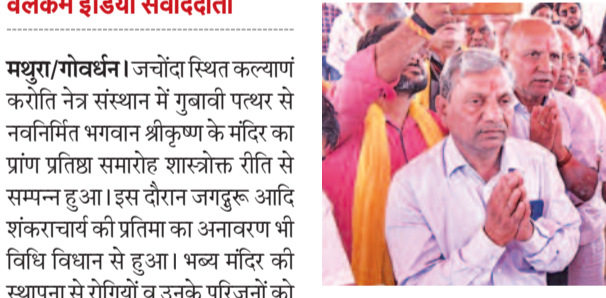 वेलकम इंडिया संवाददाता
मथुरा/गोवर्धन। जचोंदा स्थित कल्याणं
करोति नेत्र संस्थान में गुबावी पत्थर से
नवनिर्मित भगवान श्रीकृष्ण के मंदिर का
प्रांण प्रतिष्ठा समारोह शास्त्रोक्त रीति से
सम्पन्न हुआ। इस दौरान जगद्गुरू आदि
शंकराचार्य की प्रतिमा का अनावरण भी
विधि विधान से हुआ। भब्य मंदिर की
स्थापना से रोगियों व उनके परिजनों को